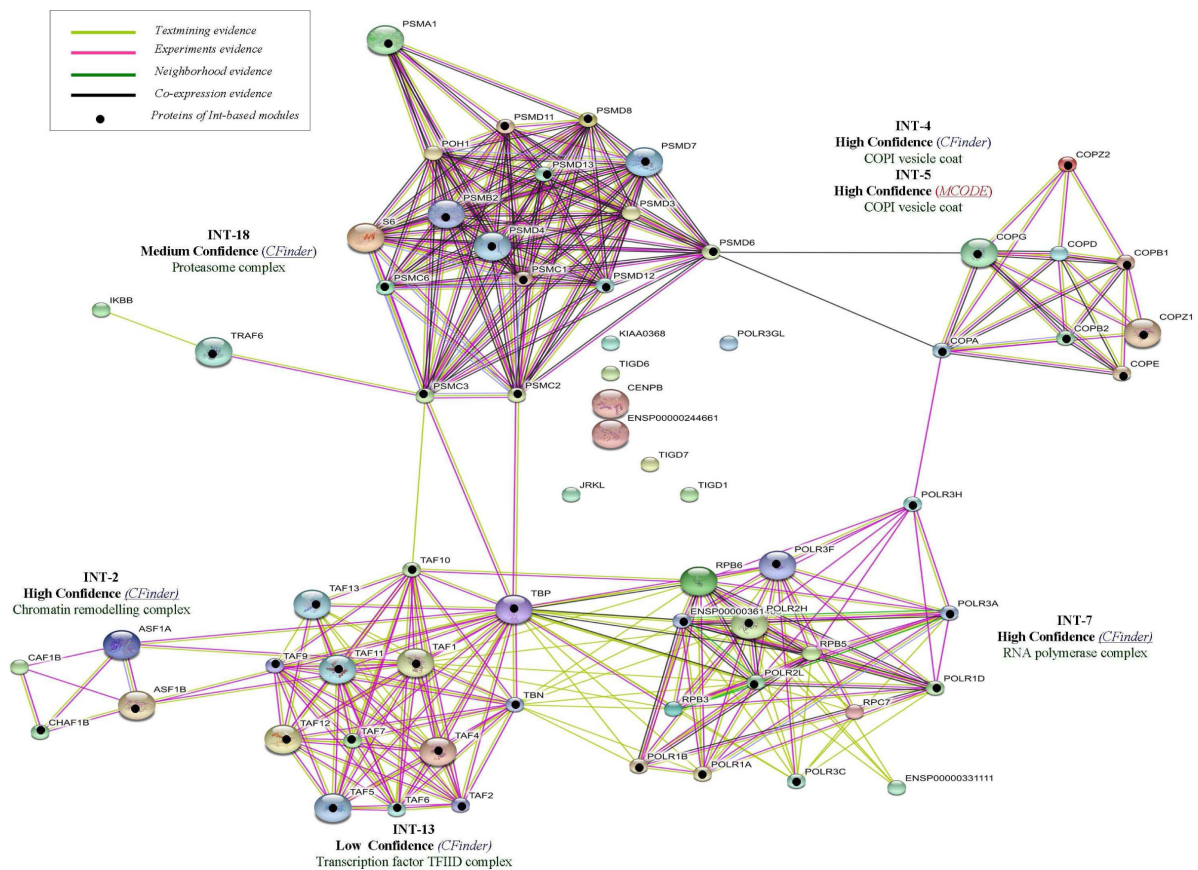 Textmining evidence
Experiments evidence
Neighborhood evidence
Co-expression evidence
Proteins of Int-based modules
PSMA1
PSMD11
PSMD8
POH1
PSMD13
PSMD7
PSMB2
PSMD3
S6
PSMD4
PSMD6
PSMC6
PSMC1
PSMD12
INT-18
Medium Confidence (CFinder)
Proteasome complex
IKBB
TRAF6
PSMC3
PSMC2
KIAA0368
POLR3GL
TIGD6
CENPB
ENSP00000244661
TIGD7
JRKL
TIGD1
INT-4
High Confidence (CFinder)
COPI vesicle coat
INT-5
High Confidence (MCODE)
COPI vesicle coat
COPZ2
COPG
COPD
COPB1
COPZ1
COPB2
COPA
COPE
POLR3H
INT-2
High Confidence (CFinder)
Chromatin remodelling complex
ASF1A
CAF1B
ASF1B
CHAF1B
TAF10
TAF13
TBP
TAF9
TAF11
TAF1
TBN
TAF12
TAF7
TAF4
TAF5
TAF6
TAF2
INT-13
Low Confidence (CFinder)
Transcription factor TFIID complex
RPB6
POLR3F
ENSP00000361
POLR2H
POLR3A
RPB5
POLR2L
POLR1D
RPB3
RPC7
POLR1B
POLR1A
POLR3C
ENSP00000331111
INT-7
High Confidence (CFinder)
RNA polymerase complex